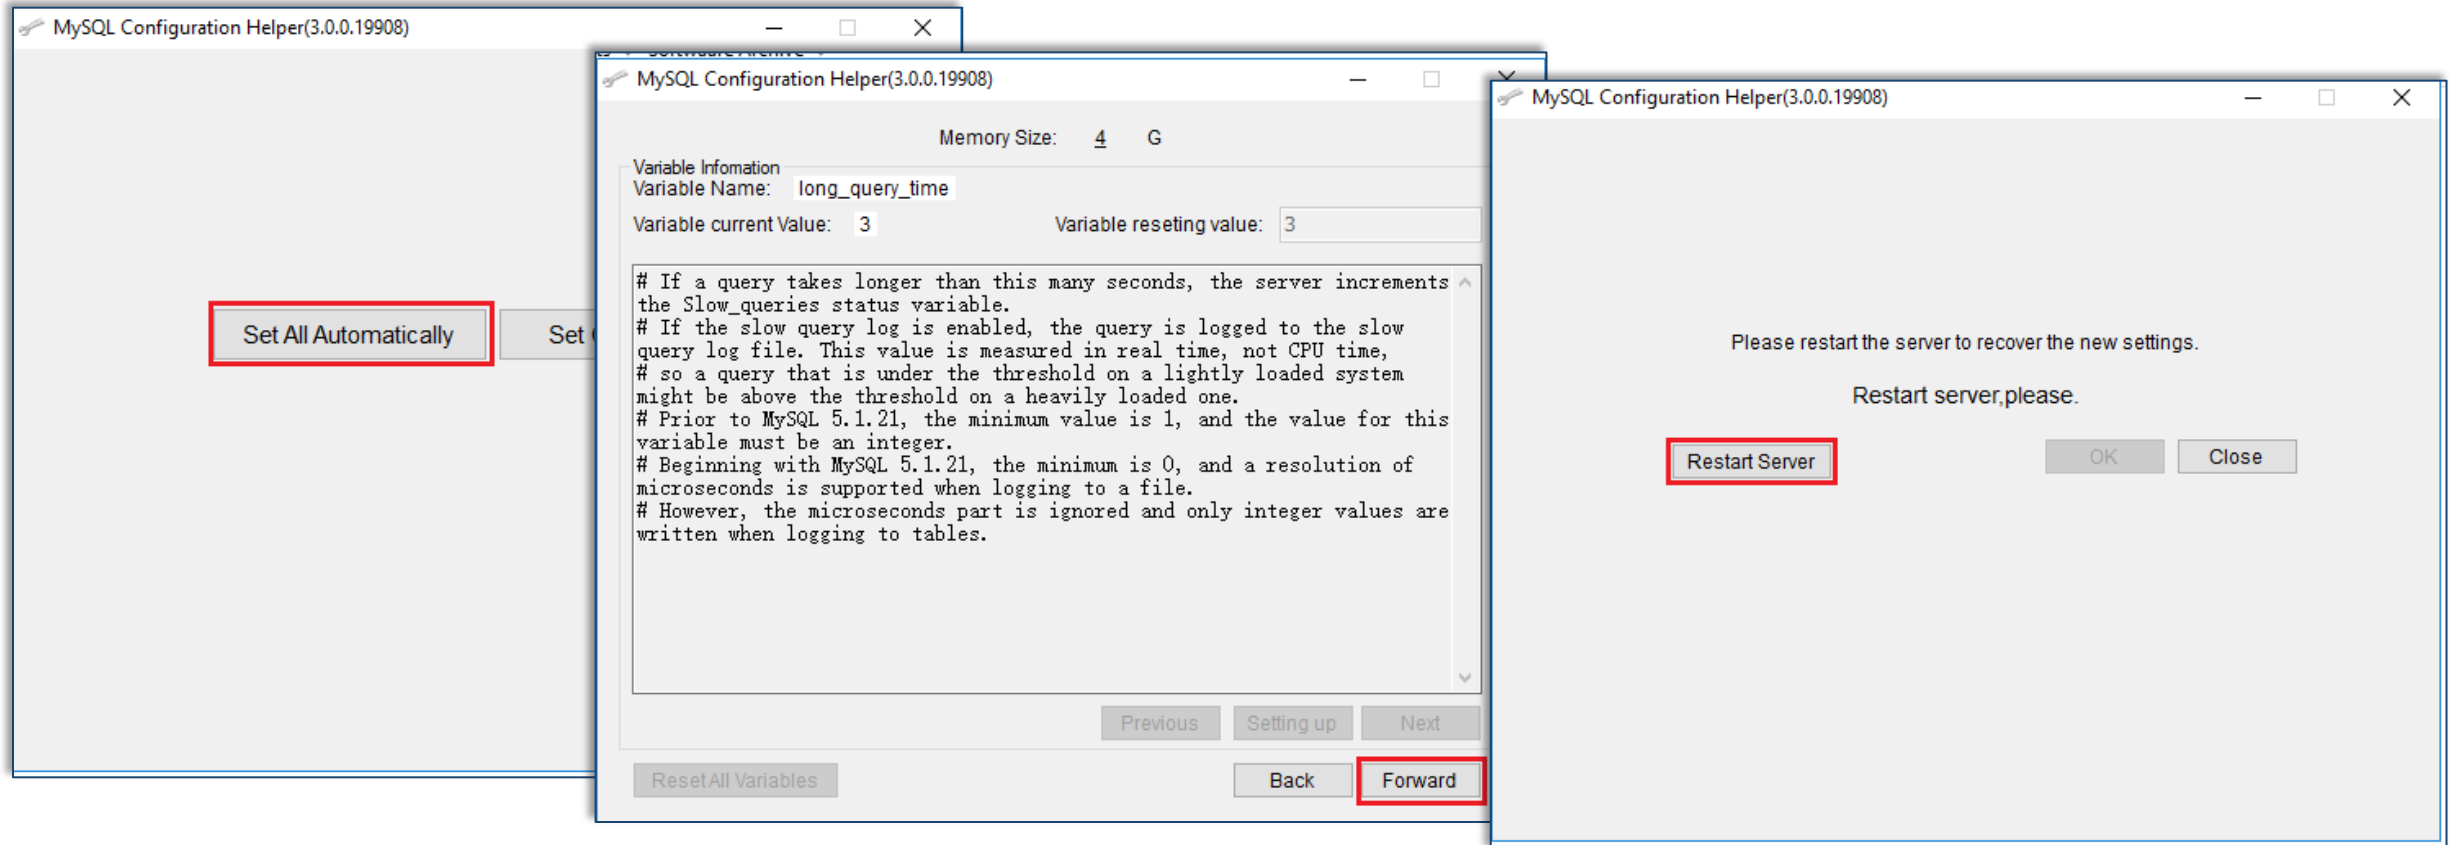 MySQL Configuration Helper(3.0.0.19908)
Set All Automatically
Set
Software Archive
MySQL Configuration Helper(3.0.0.19908)
Memory Size: 4 G
Variable Infomation
Variable Name: long_query_time
Variable current Value: 3 Variable reseting value: 3
# If a query takes longer than this many seconds, the server increments
the Slow_queries status variable.
# If the slow query log is enabled, the query is logged to the slow
query log file. This value is measured in real time, not CPU time,
# so a query that is under the threshold on a lightly loaded system
might be above the threshold on a heavily loaded one.
# Prior to MySQL 5.1.21, the minimum value is 1, and the value for this
variable must be an integer.
# Beginning with MySQL 5.1.21, the minimum is 0, and a resolution of
microseconds is supported when logging to a file.
# However, the microseconds part is ignored and only integer values are
written when logging to tables.
Previous Setting up Next
Reset All Variables Back Forward
MySQL Configuration Helper(3.0.0.19908)
Please restart the server to recover the new settings.
Restart server,please.
Restart Server OK Close